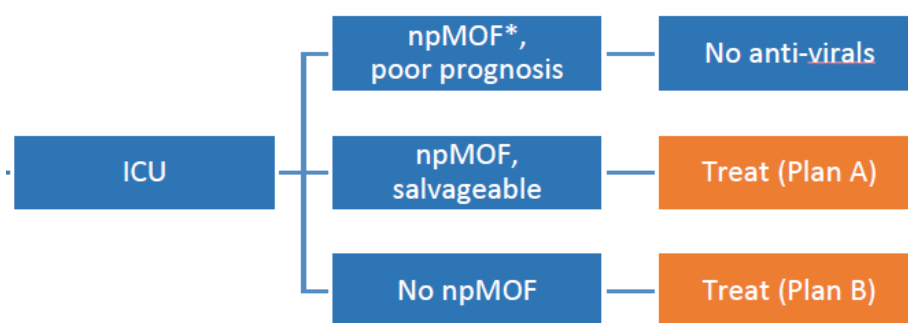 npMOF*,
poor prognosis
No anti-virals
ICU
npMOF,
salvageable
Treat (Plan A)
No npMOF
Treat (Plan B)